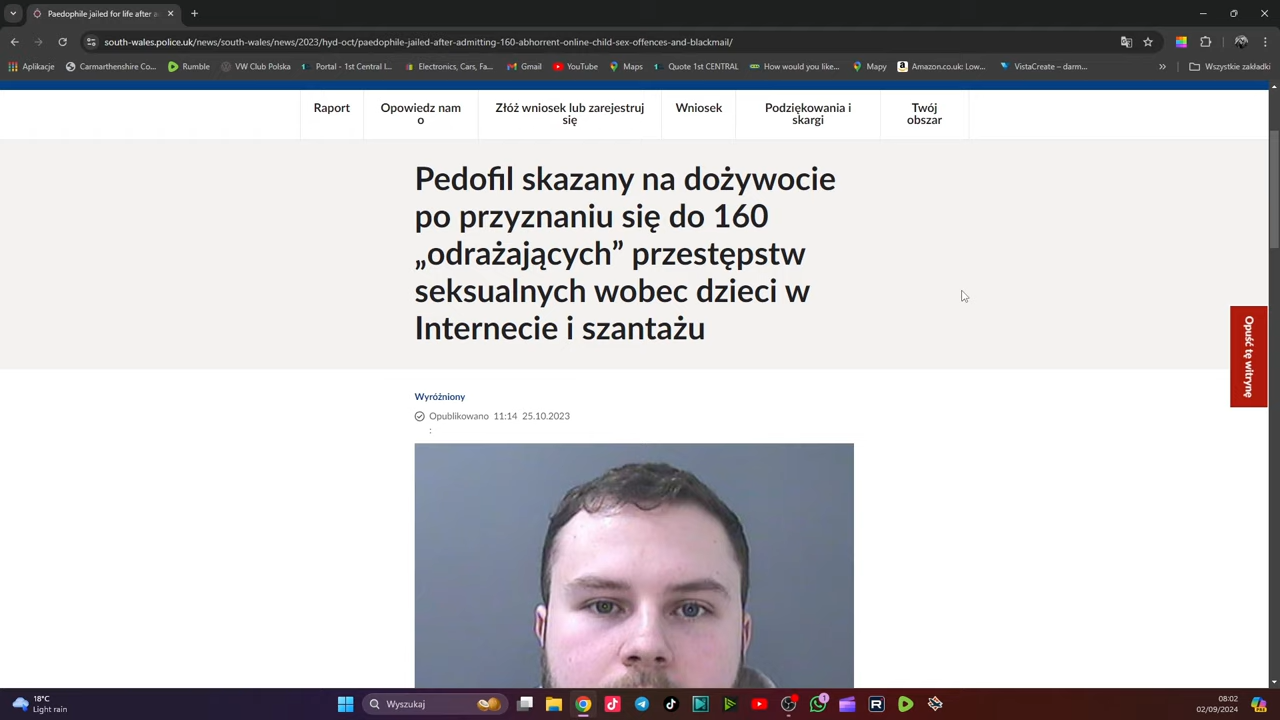 Paedophile jailed for life after a
south-wales.police.uk/news/south-wales/news/2023/hyd-oct/paedophile-jailed-after-admitting-160-abhorrent-online-child-sex-offences-and-blackmail/
Aplikacje Carmarthenshire Co... Rumble VW Club Polska Portal - 1st Central I... Electronics, Cars, Fa... Gmail YouTube Maps Quote 1st CENTRAL How would you like... Mapy Amazon.co.uk: Low... VistaCreate – darm... » Wszystkie zakładki
Raport
Opowiedz nam
o
Złóż wniosek lub zarejestruj
się
Wniosek
Podziękowania i
skargi
Twój
obszar
Pedofil skazany na dożywocie
po przyznaniu się do 160
„odrażających” przestępstw
seksualnych wobec dzieci w
Internecie i szantażu
Opuść tę witrynę
Wyróżniony
Opublikowano 11:14 25.10.2023
:
18°C
Light rain
Wyszukaj
1
08:02
02/09/2024